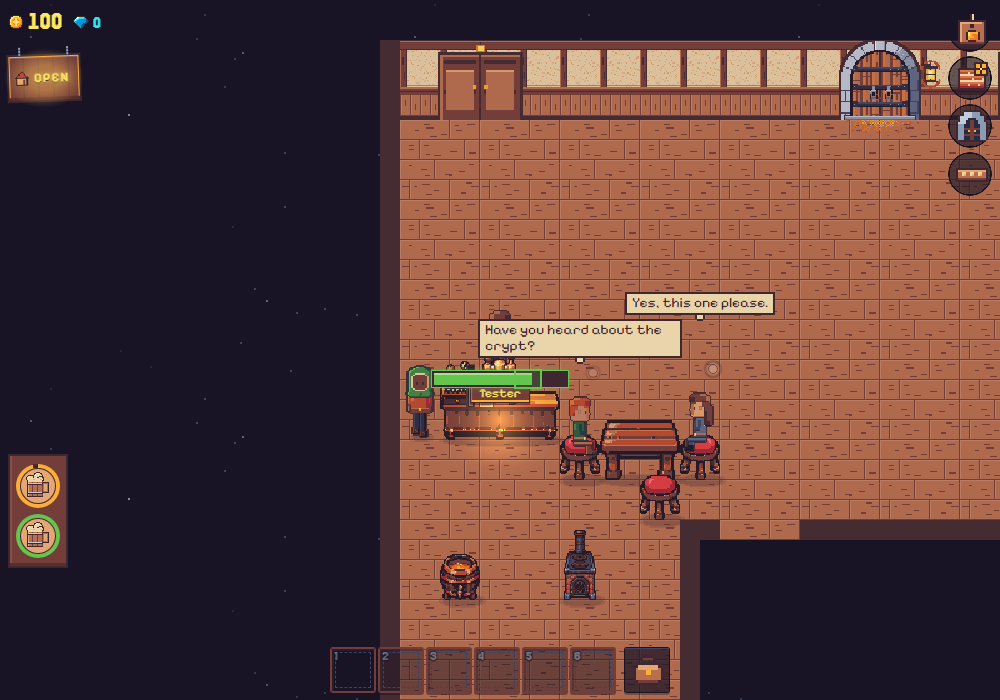 100 0
OPEN
Yes, this one please.
Have you heard about the
crypt?
Tester
1 2 3 4 5 6